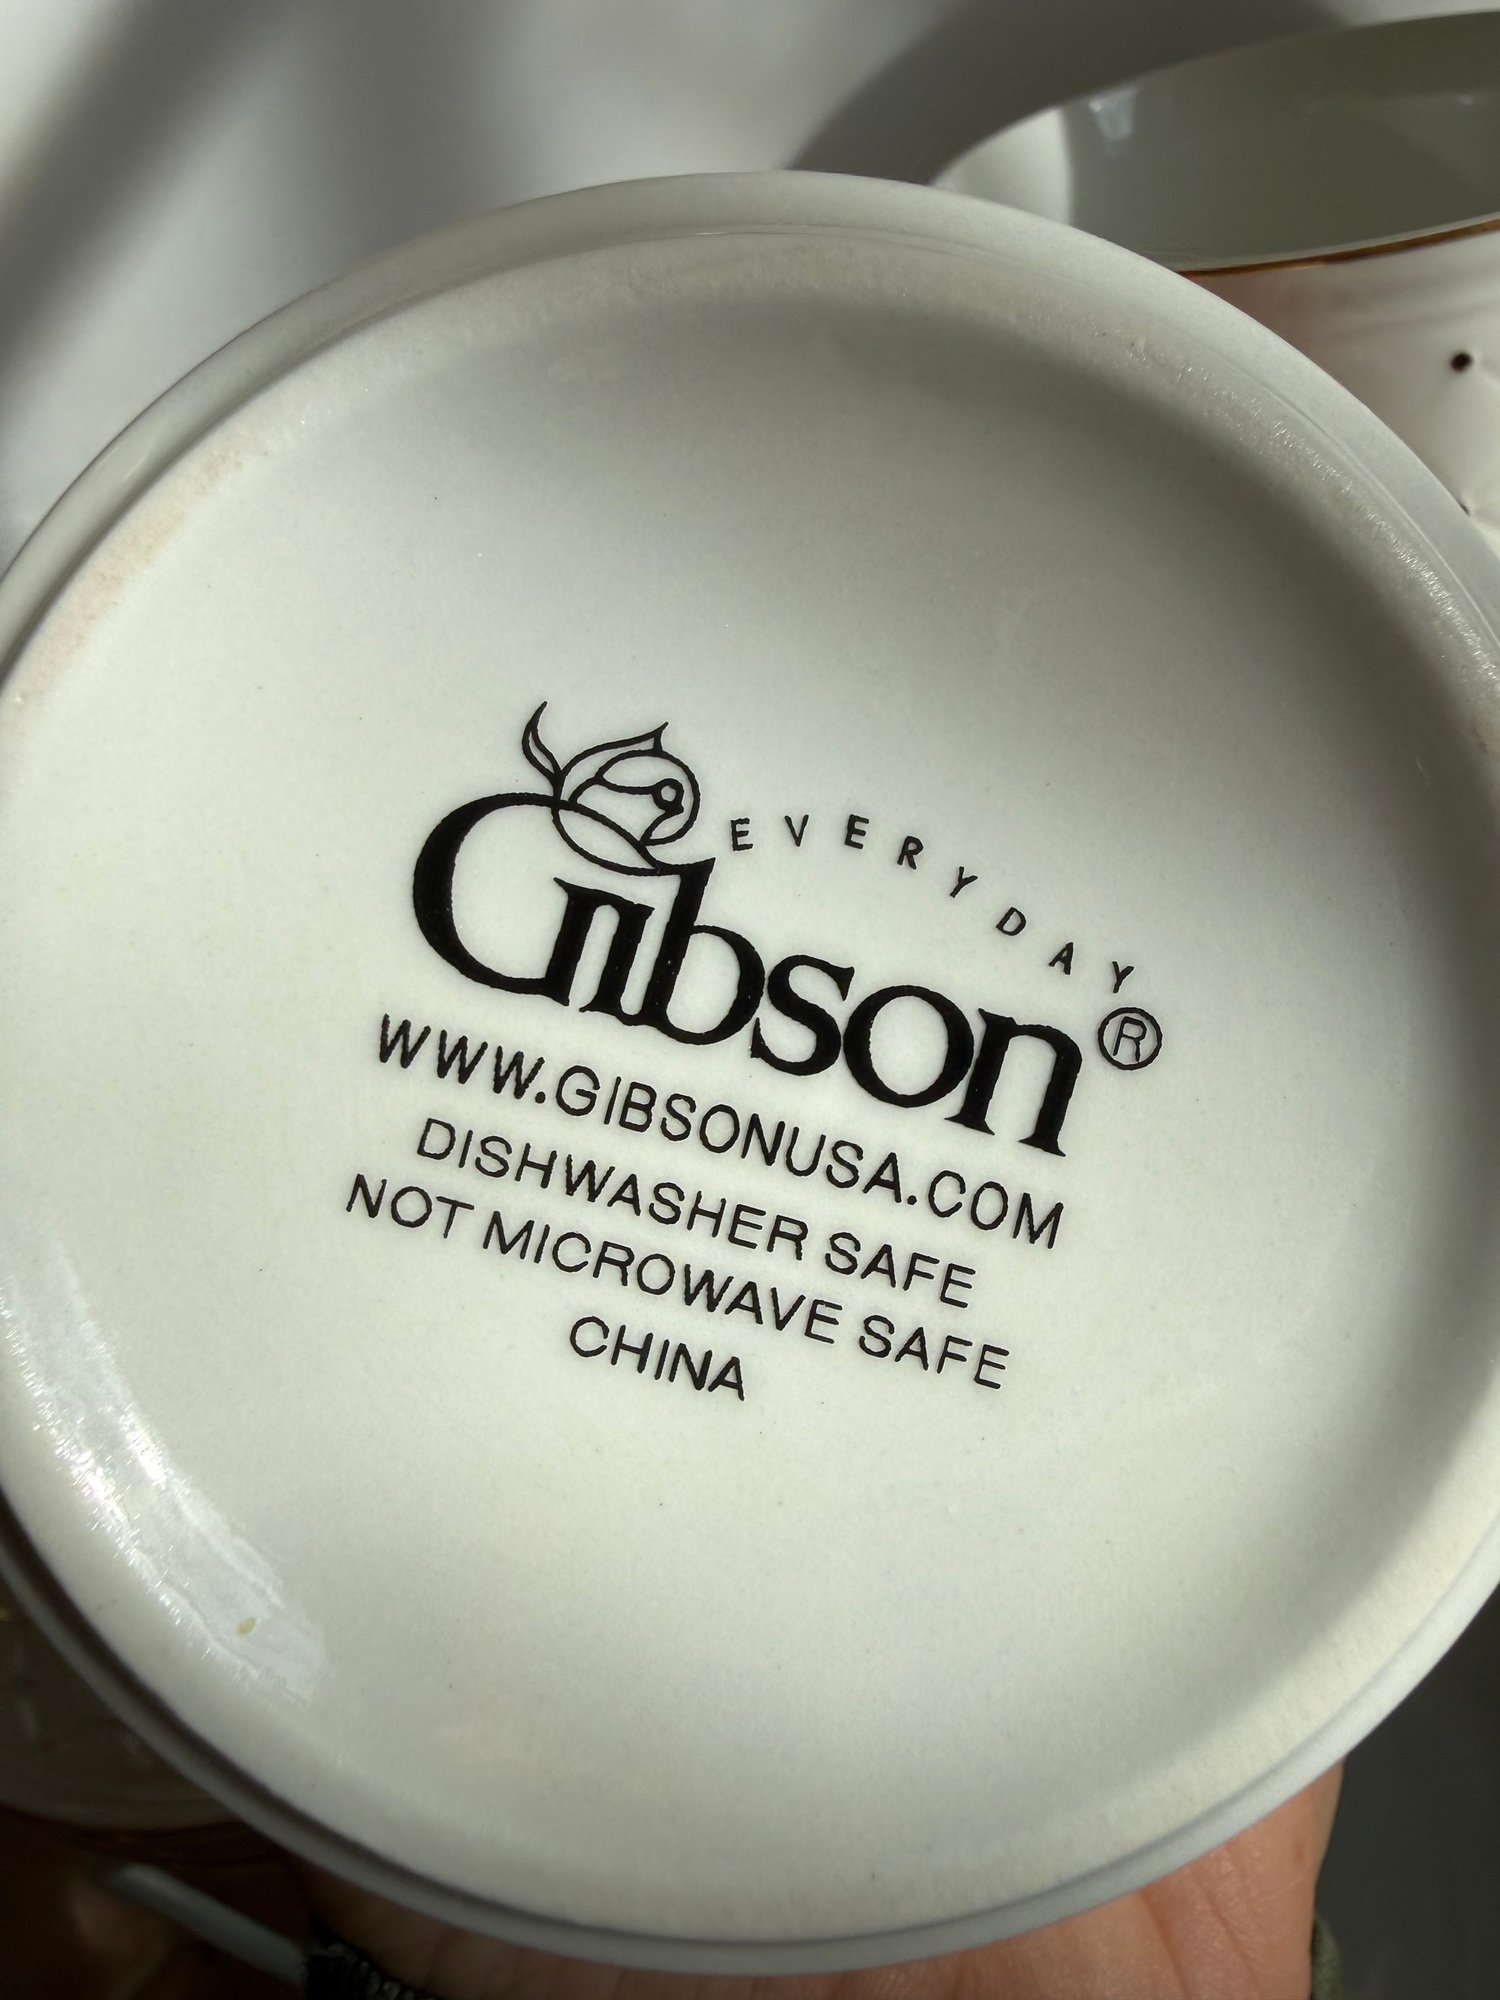 EVERYDAY
Gibson®
WWW.GIBSONUSA.COM
DISHWASHER SAFE
NOT MICROWAVE SAFE
CHINA